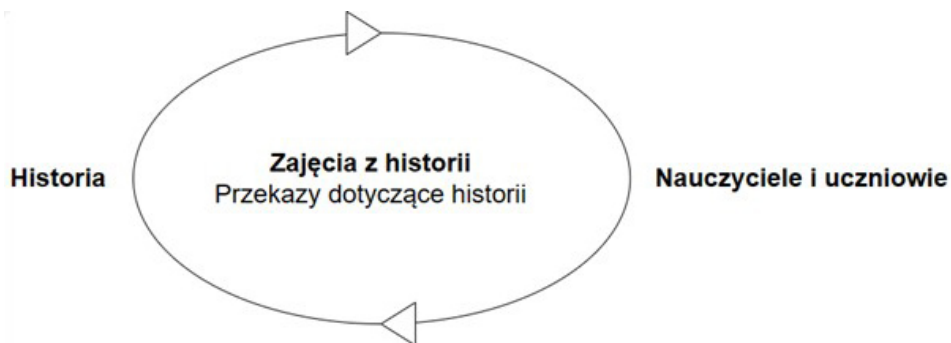 Historia
Zajęcia z historii
Przekazy dotyczące historii
Nauczyciele i uczniowie